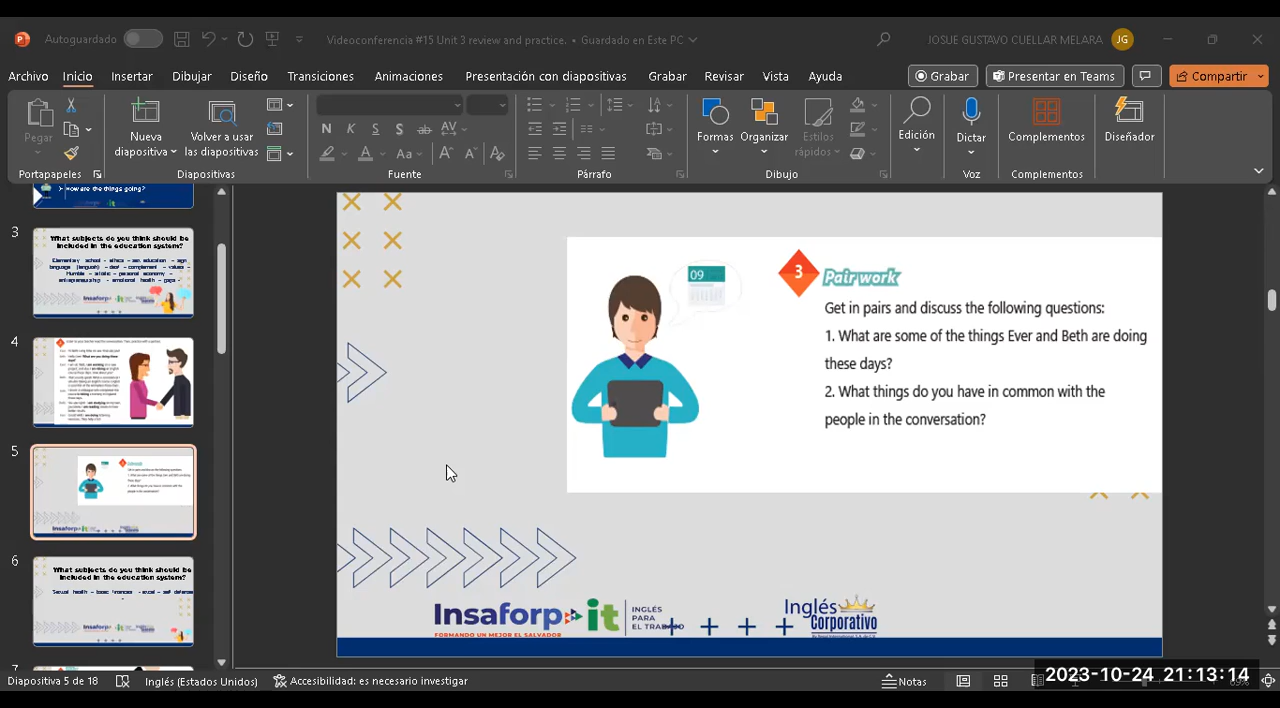 Autoguardado
Videoconferencia #15 Unit 3 review and practice. • Guardado en Este PC
JOSUE GUSTAVO CUELLAR MELARA JG
Archivo Inicio Insertar Dibujar Diseño Transiciones Animaciones Presentación con diapositivas Grabar Revisar Vista Ayuda
Grabar Presentar en Teams Compartir
Pegar
Nueva diapositiva
Volver a usar las diapositivas
Formas Organizar Estilos rápidos
Edición Dictar Complementos Diseñador
Portapapeles Diapositivas Fuente Párrafo Dibujo Voz Complementos
How are the things going?
3
What subjects do you think should be
included in the education system?
4
5
6
What subjects do you think should be
included in the education system?
7
09
3 Pair work
Get in pairs and discuss the following questions:
1. What are some of the things Ever and Beth are doing
these days?
2. What things do you have in common with the
people in the conversation?
Insaforp it
FORMANDO UN MEJOR EL SALVADOR
INGLÉS
PARA
EL TRABAJO
Inglés
Corporativo
Diapositiva 5 de 18 Inglés (Estados Unidos) Accesibilidad: es necesario investigar
Notas
2023-10-24 21:13:14